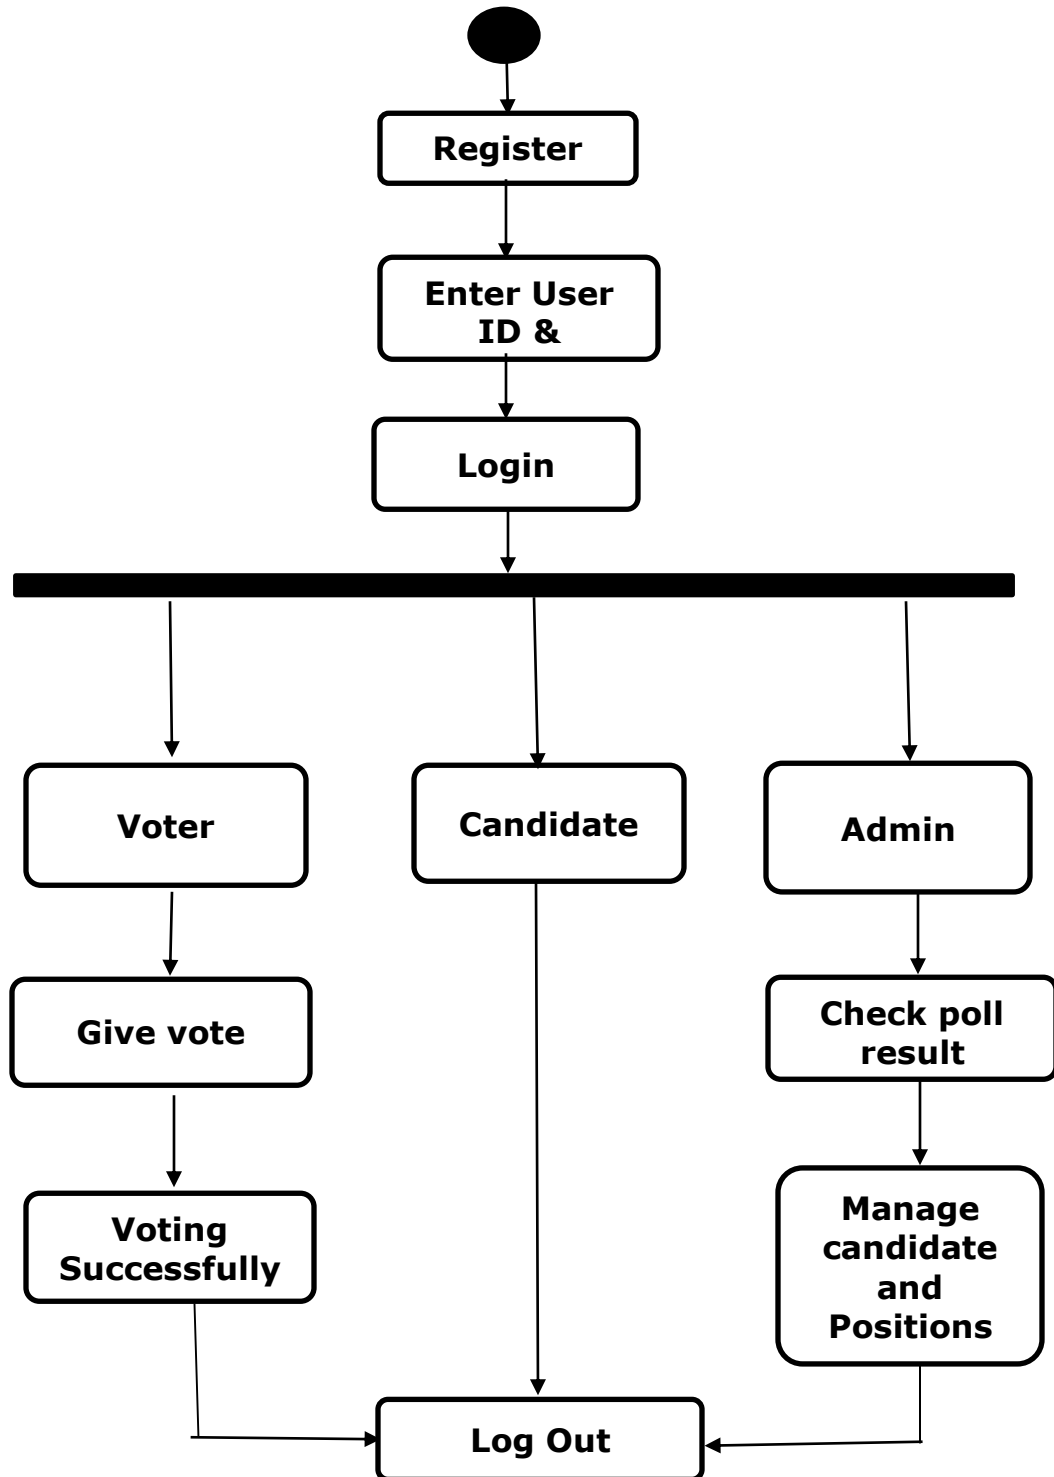 Register
Enter User
ID &
Login
Voter
Candidate
Admin
Give vote
Check poll
result
Voting
Successfully
Manage
candidate
and
Positions
Log Out